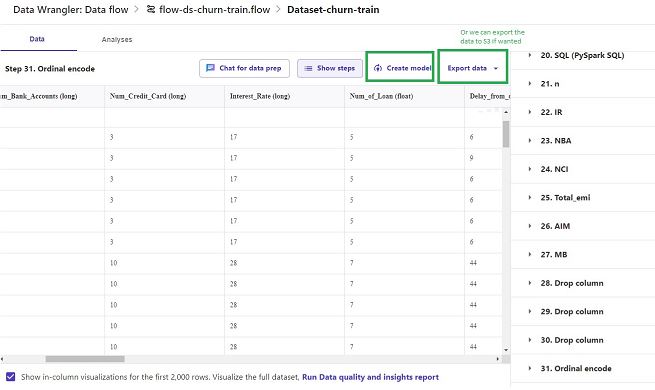 Data Wrangler: Data flow > flow-ds-churn-train.flow > Dataset-churn-train
Or we can export the
data to S3 if wanted
Data Analyses
Step 31. Ordinal encode Chat for data prep Show steps Create model Export data
um_Bank_Accounts (long) Num_Credit_Card (long) Interest_Rate (long) Num_of_Loan (float) Delay_from_
3 17 5 6
3 17 5 9
3 17 5 6
3 17 5 6
3 17 5 6
3 17 5 6
10 28 7 44
10 28 7 44
10 28 7 44
10 28 7 44
10 28 7 44
20. SQL (PySpark SQL)
21. n
22. IR
23. NBA
24. NCI
25. Total_emi
26. AIM
27. MB
28. Drop column
29. Drop column
30. Drop column
31. Ordinal encode
Show in-column visualizations for the first 2,000 rows. Visualize the full dataset, Run Data quality and insights report